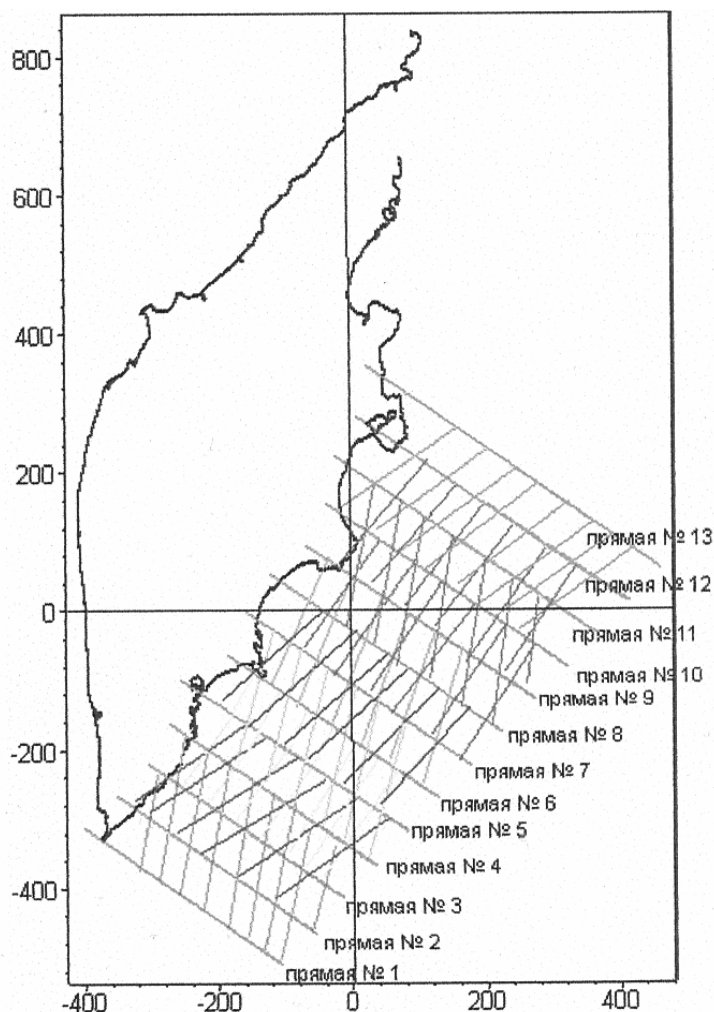 800
600
400
200
0
-200
-400
прямая № 13
прямая № 12
прямая № 11
прямая № 10
прямая № 9
прямая № 8
прямая № 7
прямая № 6
прямая № 5
прямая № 4
прямая № 3
прямая № 2
прямая № 1
-400 -200 0 200 400